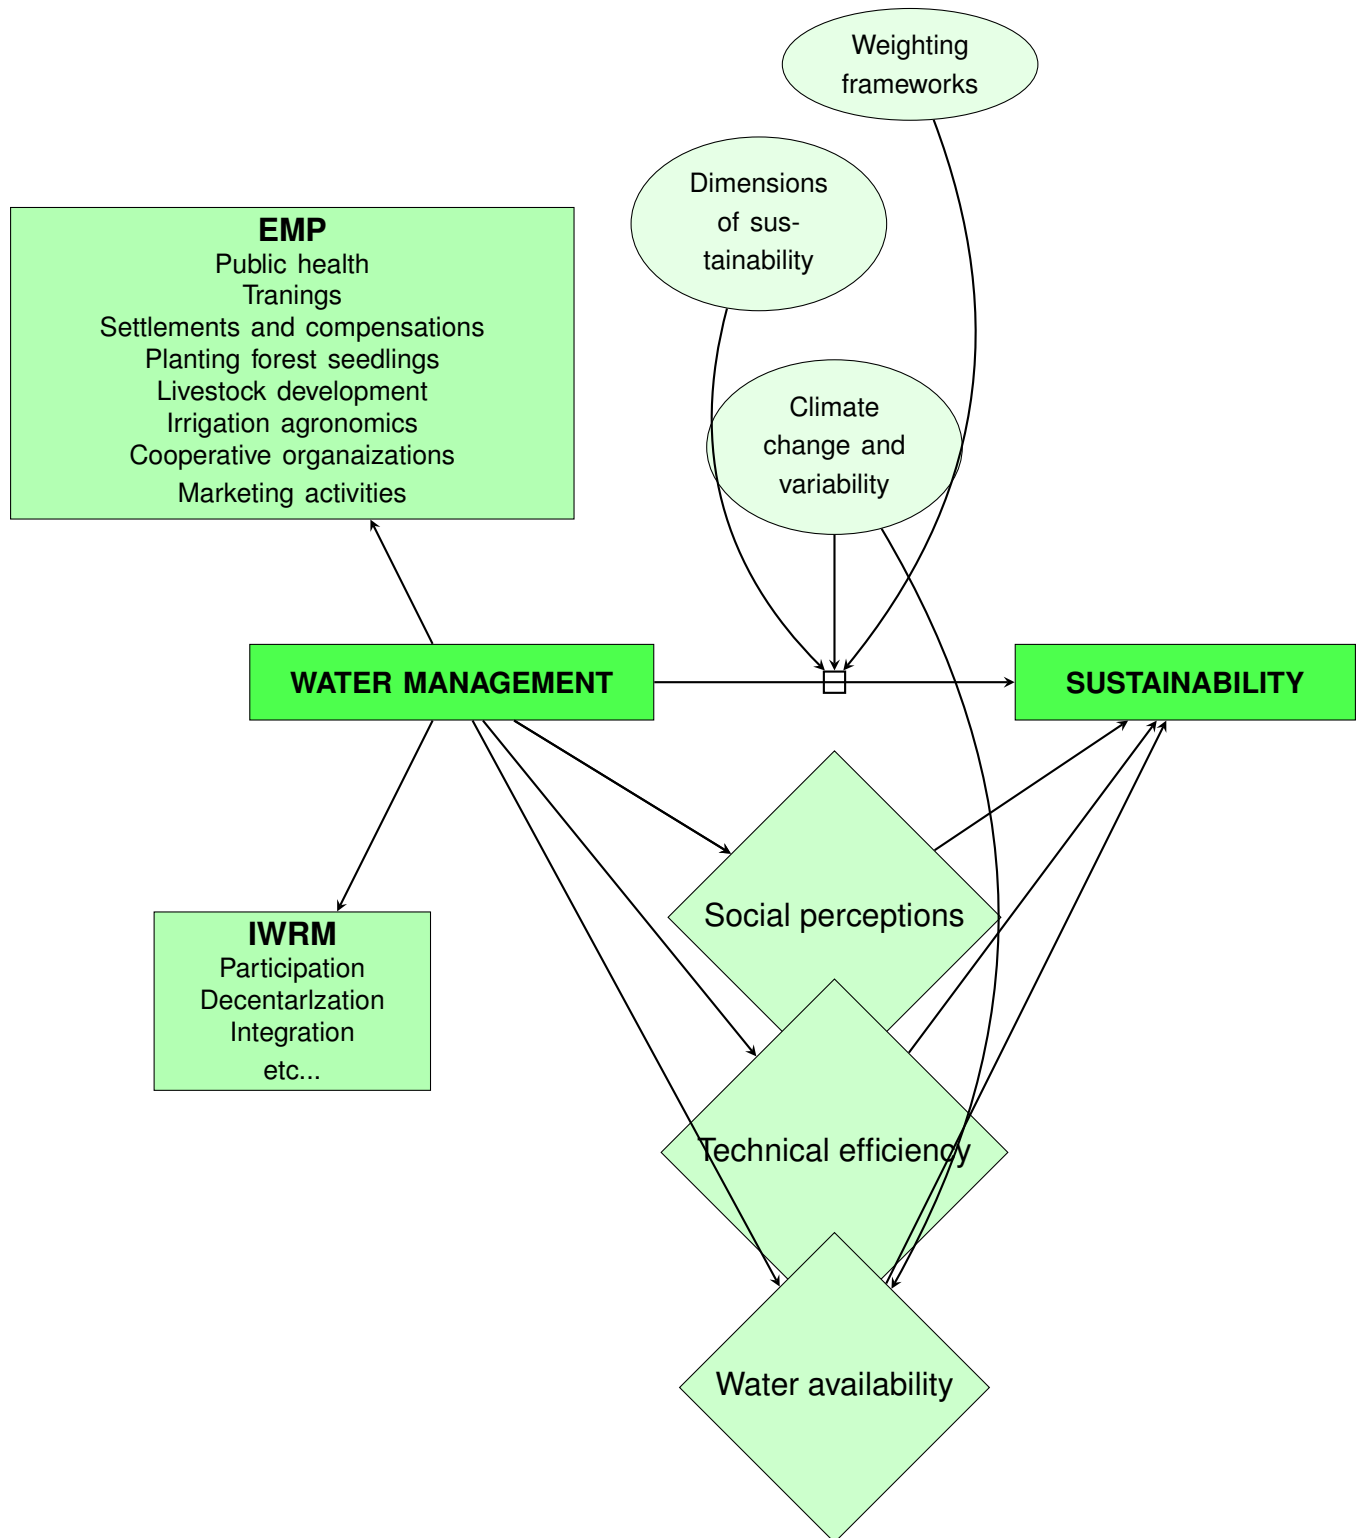 Weighting
frameworks
Dimensions
of sus-
tainability
EMP
Public health
Tranings
Settlements and compensations
Planting forest seedlings
Livestock development
Irrigation agronomics
Cooperative organaizations
Marketing activities
Climate
change and
variability
WATER MANAGEMENT
SUSTAINABILITY
Social perceptions
IWRM
Participation
Decentarlzation
Integration
etc...
Technical efficiency
Water availability